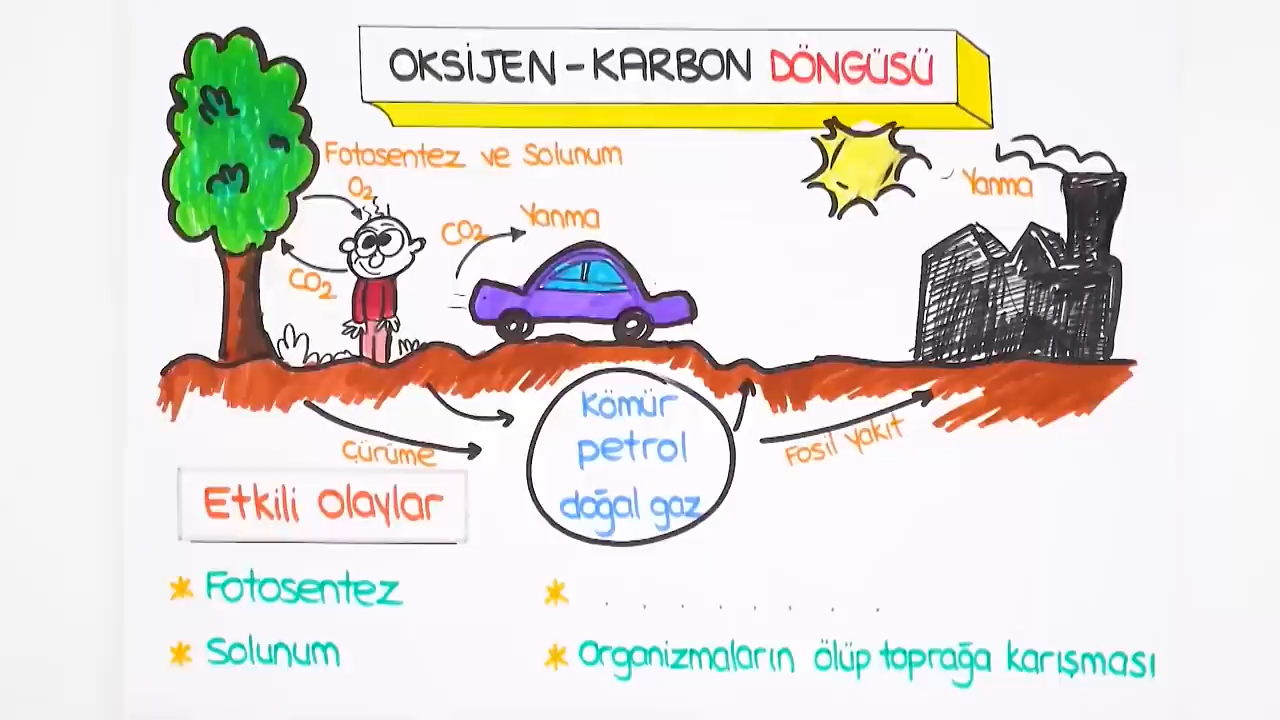 OKSİJEN-KARBON DÖNGÜSÜ
Fotosentez ve Solunum
O2
CO2
CO2
Yanma
Yanma
Kömür
petrol
doğal gaz
Çürüme
Fosil yakıt
Etkili olaylar
* Fotosentez
* . . . . . . . .
* Solunum
* Organizmaların ölüp toprağa karışması